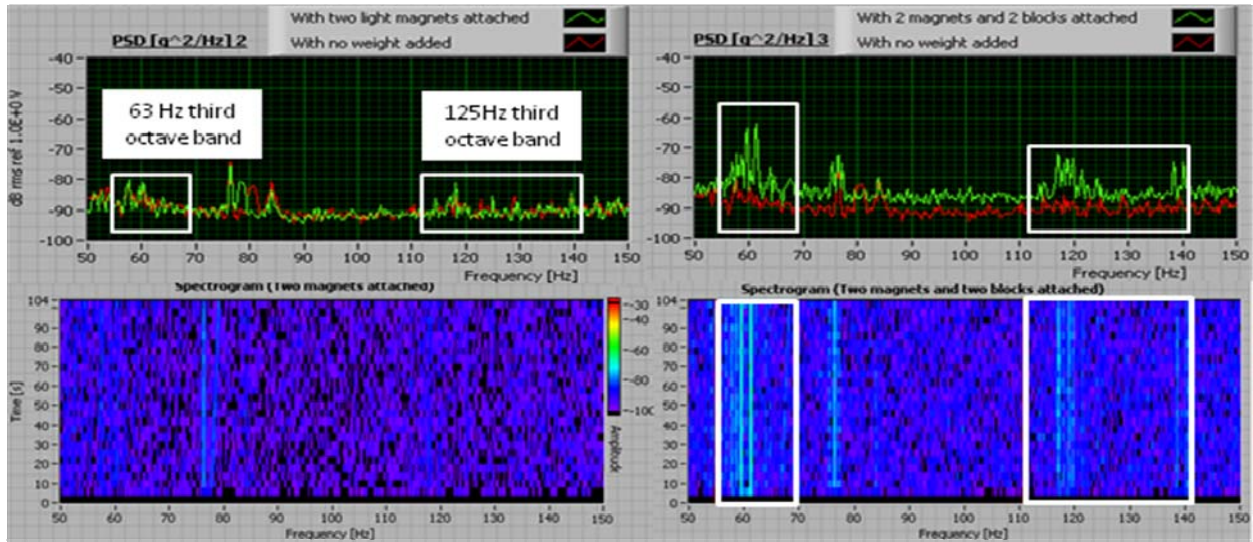 With two light magnets attached
PSD [g^2/Hz] 2
With no weight added
-40
-50
-60
-70
-80
-90
-100
dB rms ref 1.0E+0 V
63 Hz third
octave band
125Hz third
octave band
50 60 70 80 90 100 110 120 130 140 150
Frequency [Hz]
With 2 magnets and 2 blocks attached
PSD [g^2/Hz] 3
With no weight added
-40
-50
-60
-70
-80
-90
-100
50 60 70 80 90 100 110 120 130 140 150
Frequency [Hz]
Spectrogram (Two magnets attached)
104
90
80
70
60
50
40
30
20
10
0
Time [s]
50 60 70 80 90 100 110 120 130 140 150
Frequency [Hz]
-30
-40
-60
-80
-100
Amplitude
Spectrogram (Two magnets and two blocks attached)
104
90
80
70
60
50
40
30
20
10
0
50 60 70 80 90 100 110 120 130 140 150
Frequency [Hz]